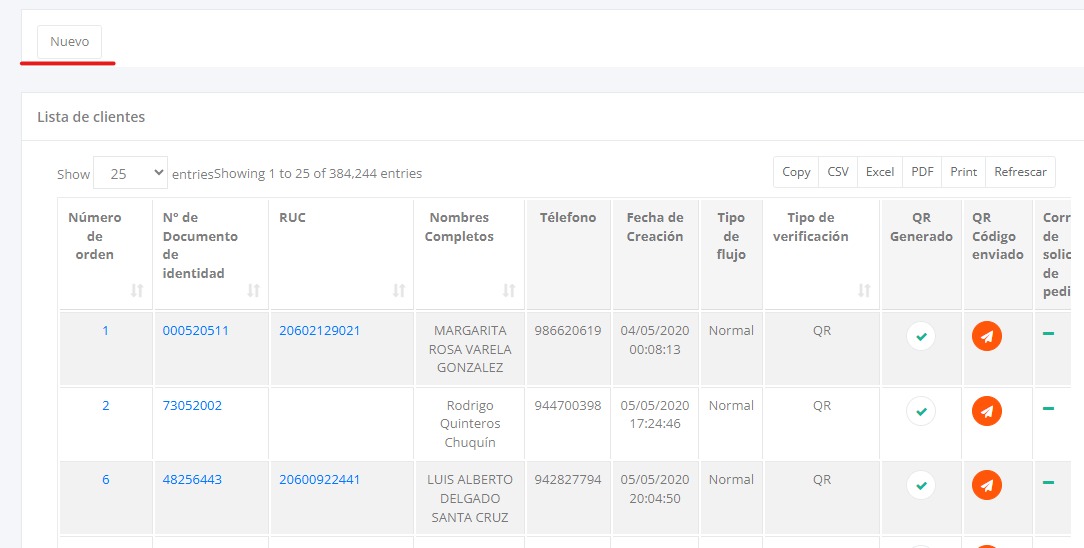 Nuevo
Lista de clientes
Show 25 entriesShowing 1 to 25 of 384,244 entries
Copy CSV Excel PDF Print Refrescar
Número de orden
N° de Documento de identidad
RUC
Nombres Completos
Télefono
Fecha de Creación
Tipo de flujo
Tipo de verificación
QR Generado
QR Código enviado
Corr de solic de pedi
1 000520511 20602129021 MARGARITA ROSA VARELA GONZALEZ 986620619 04/05/2020 00:08:13 Normal QR
2 73052002 Rodrigo Quinteros Chuquín 944700398 05/05/2020 17:24:46 Normal QR
6 48256443 20600922441 LUIS ALBERTO DELGADO SANTA CRUZ 942827794 05/05/2020 20:04:50 Normal QR